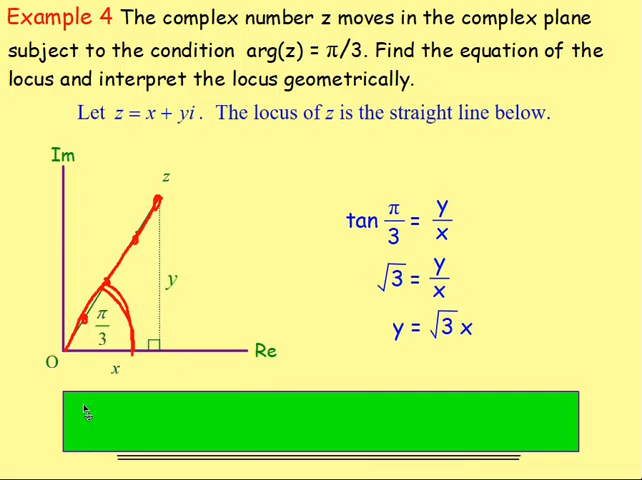 Example 4 The complex number z moves in the complex plane
subject to the condition arg(z) = π/3. Find the equation of the
locus and interpret the locus geometrically.
Let z = x + yi. The locus of z is the straight line below.
Im
z
y
π/3
O
x
Re
tan π/3 = y/x
√3 = y/x
y = √3 x